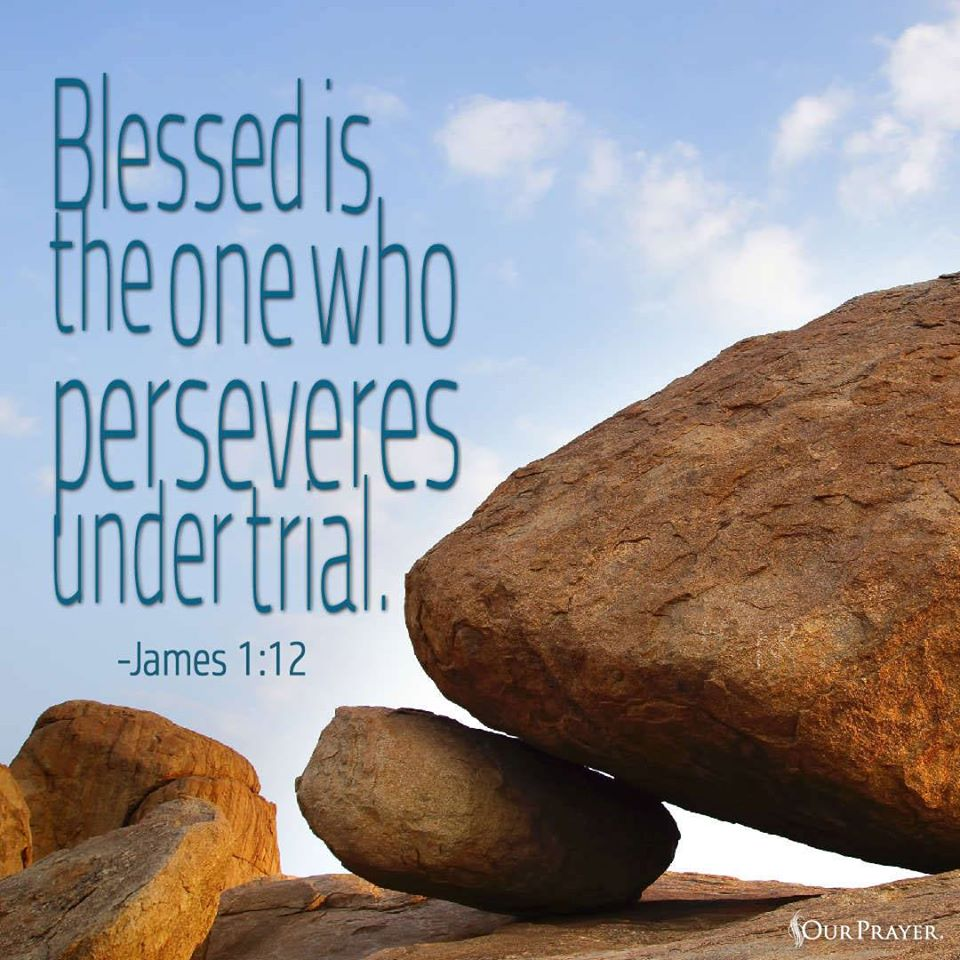 Blessed is
the one who
perseveres
under trial.
-James 1:12
OurPrayer.